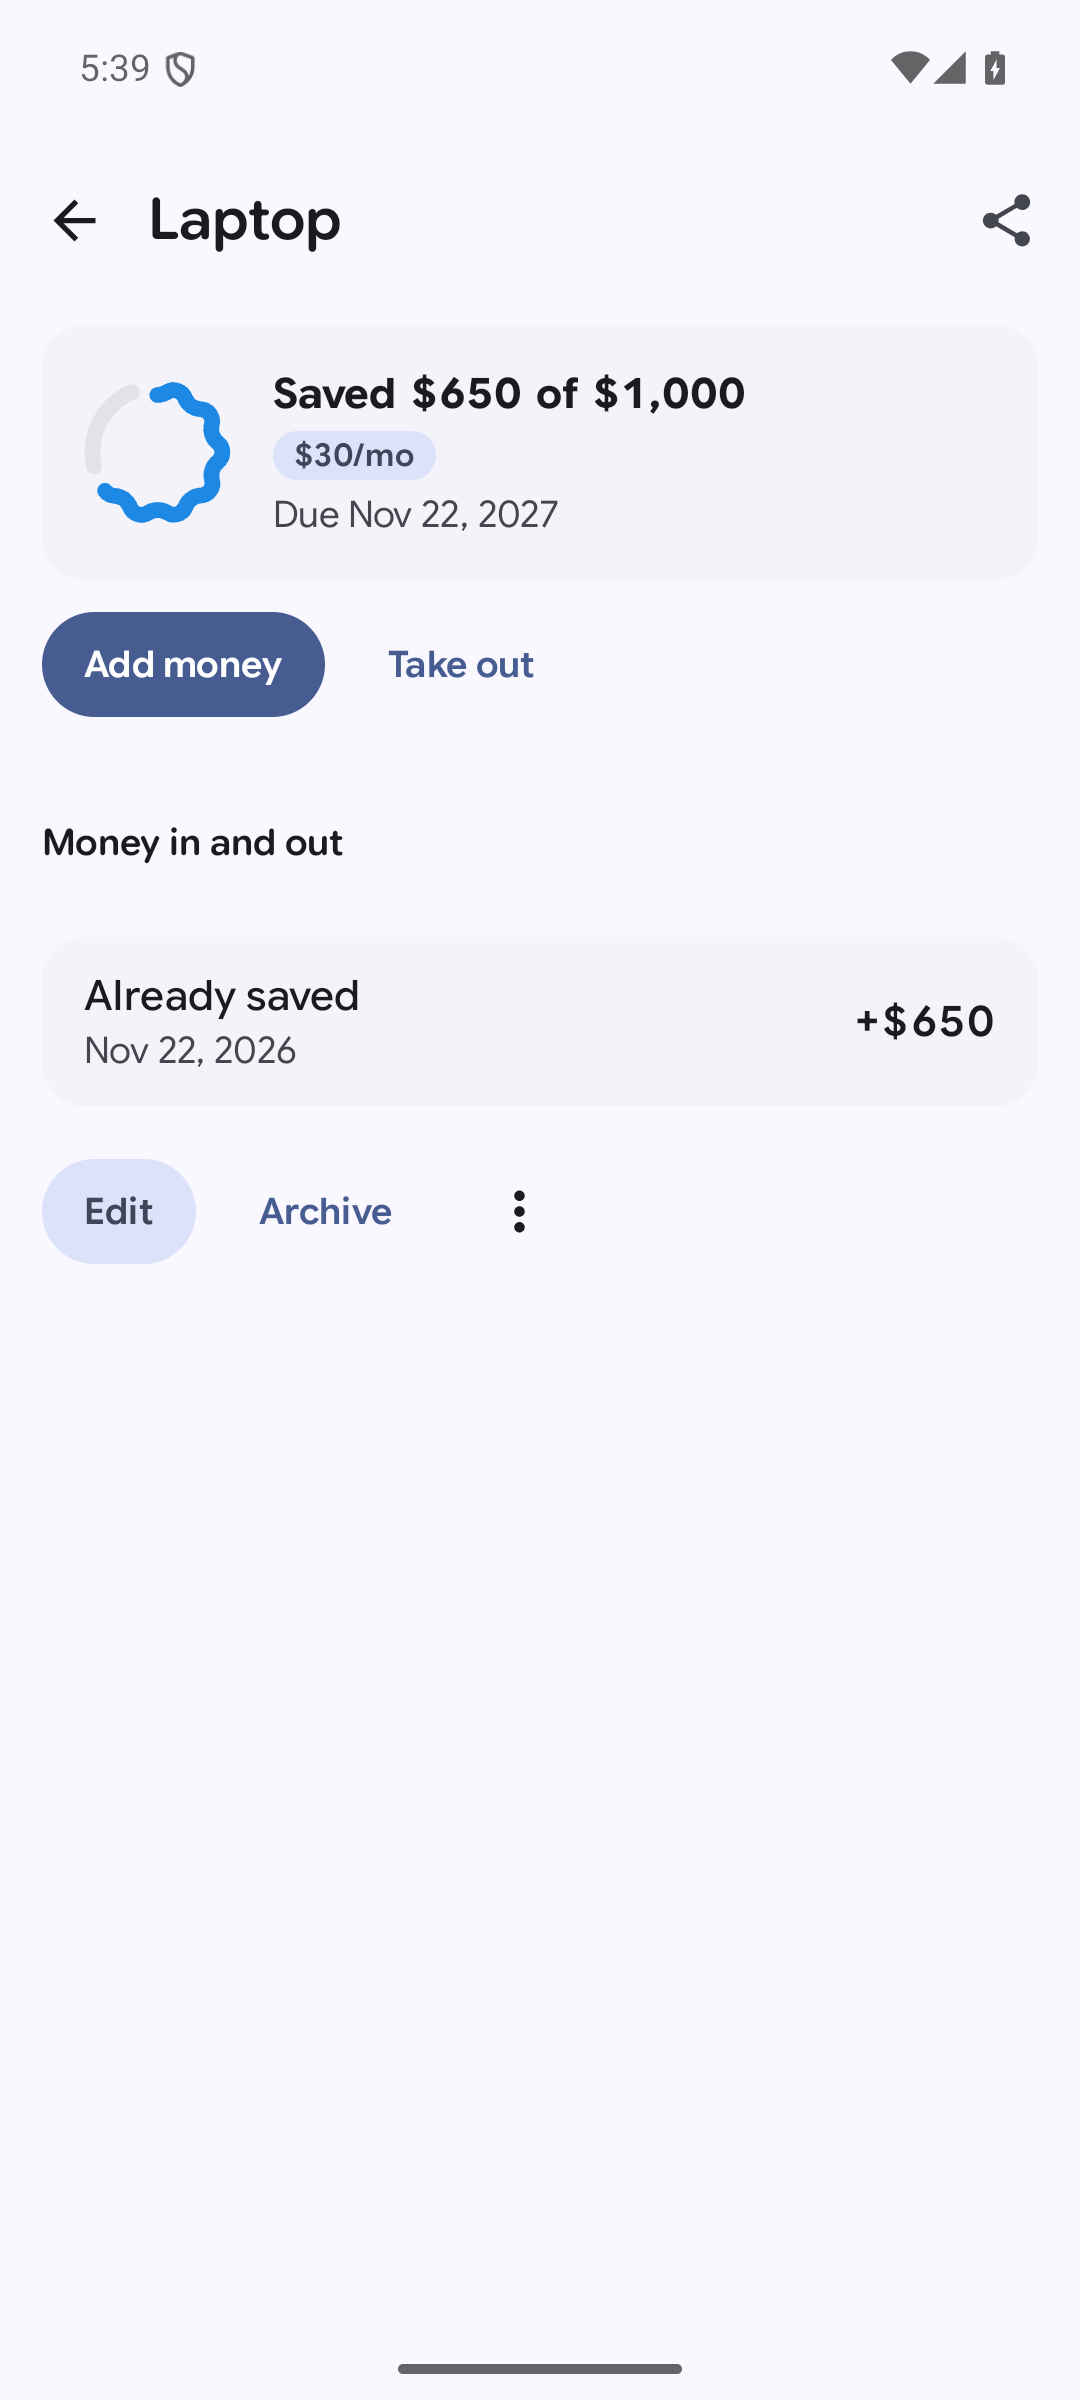 5:39
Laptop
Saved $650 of $1,000
$30/mo
Due Nov 22, 2027
Add money
Take out
Money in and out
Already saved
+$650
Nov 22, 2026
Edit
Archive